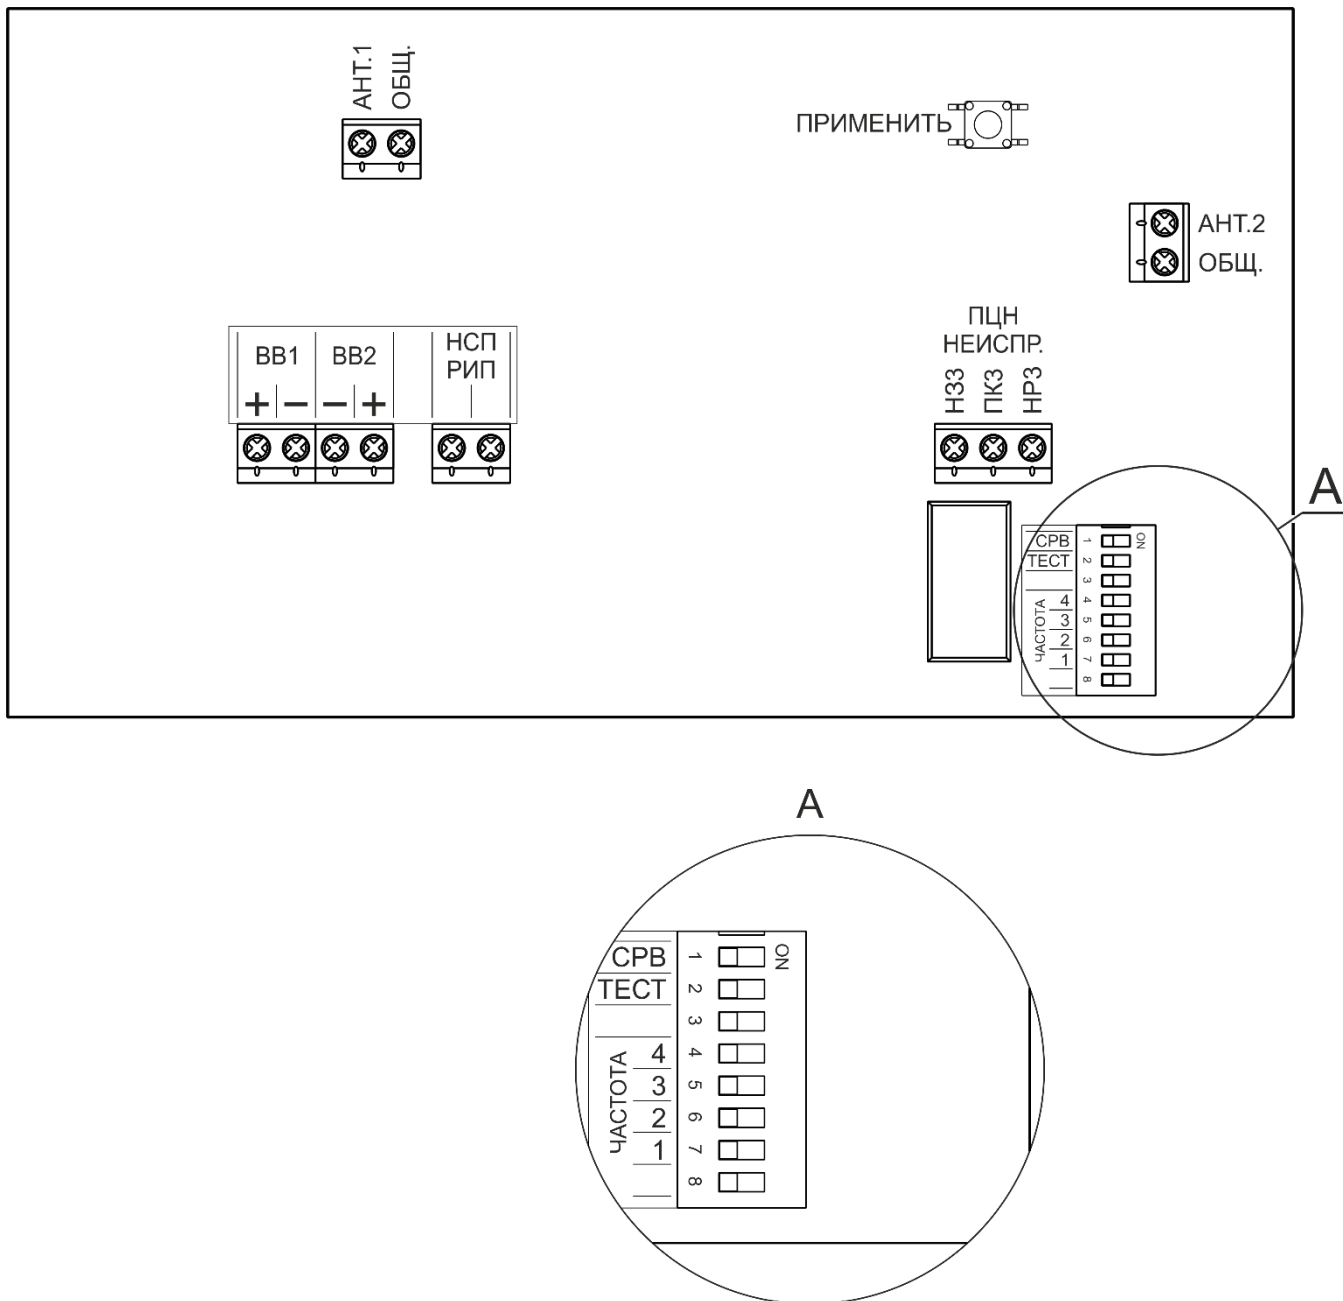 АНТ.1
ОБЩ.
ПРИМЕНИТЬ
АНТ.2
ОБЩ.
ВВ1
ВВ2
НСП
РИП
+ − − +
ПЦН
НЕИСПР.
НЗЗ
ПКЗ
НРЗ
А
СРВ 1 ON
ТЕСТ 2
3
ЧАСТОТА
4 4
3 5
2 6
1 7
8
А
СРВ 1 ON
ТЕСТ 2
3
ЧАСТОТА
4 4
3 5
2 6
1 7
8